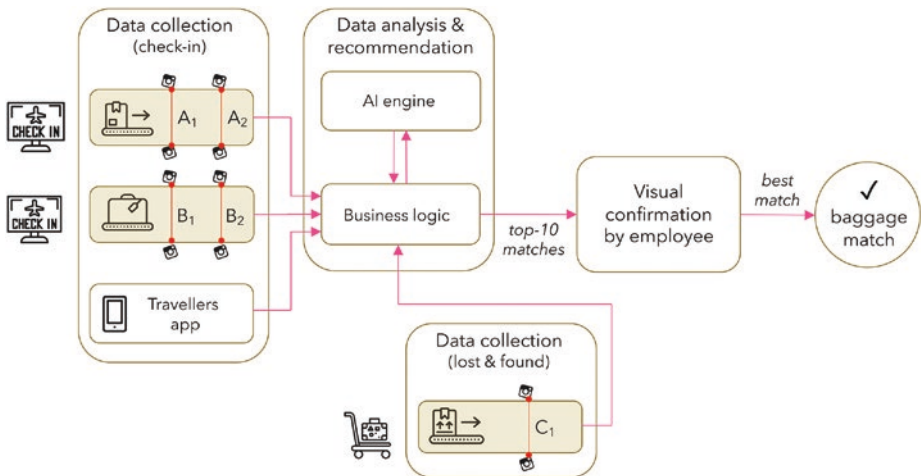 Data collection
(check-in)
CHECK IN
A1
A2
CHECK IN
B1
B2
Travellers
app
Data analysis &
recommendation
AI engine
Business logic
top-10
matches
Visual
confirmation
by employee
best
match
✓
baggage
match
Data collection
(lost & found)
C1